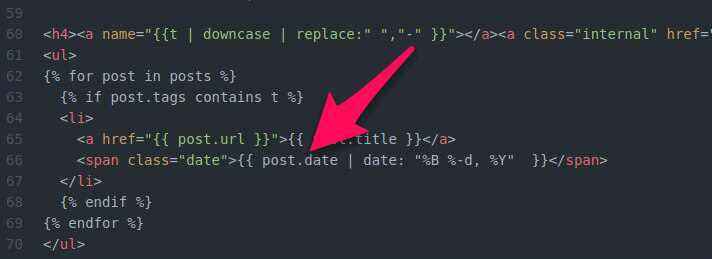 59
60 <h4><a name="{{t | downcase | replace:" ","-" }}"></a><a class="internal" href="
61 <ul>
62 {% for post in posts %}
63 {% if post.tags contains t %}
64 <li>
65 <a href="{{ post.url }}">{{ .title }}</a>
66 <span class="date">{{ post.date | date: "%B %-d, %Y" }}</span>
67 </li>
68 {% endif %}
69 {% endfor %}
70 </ul>